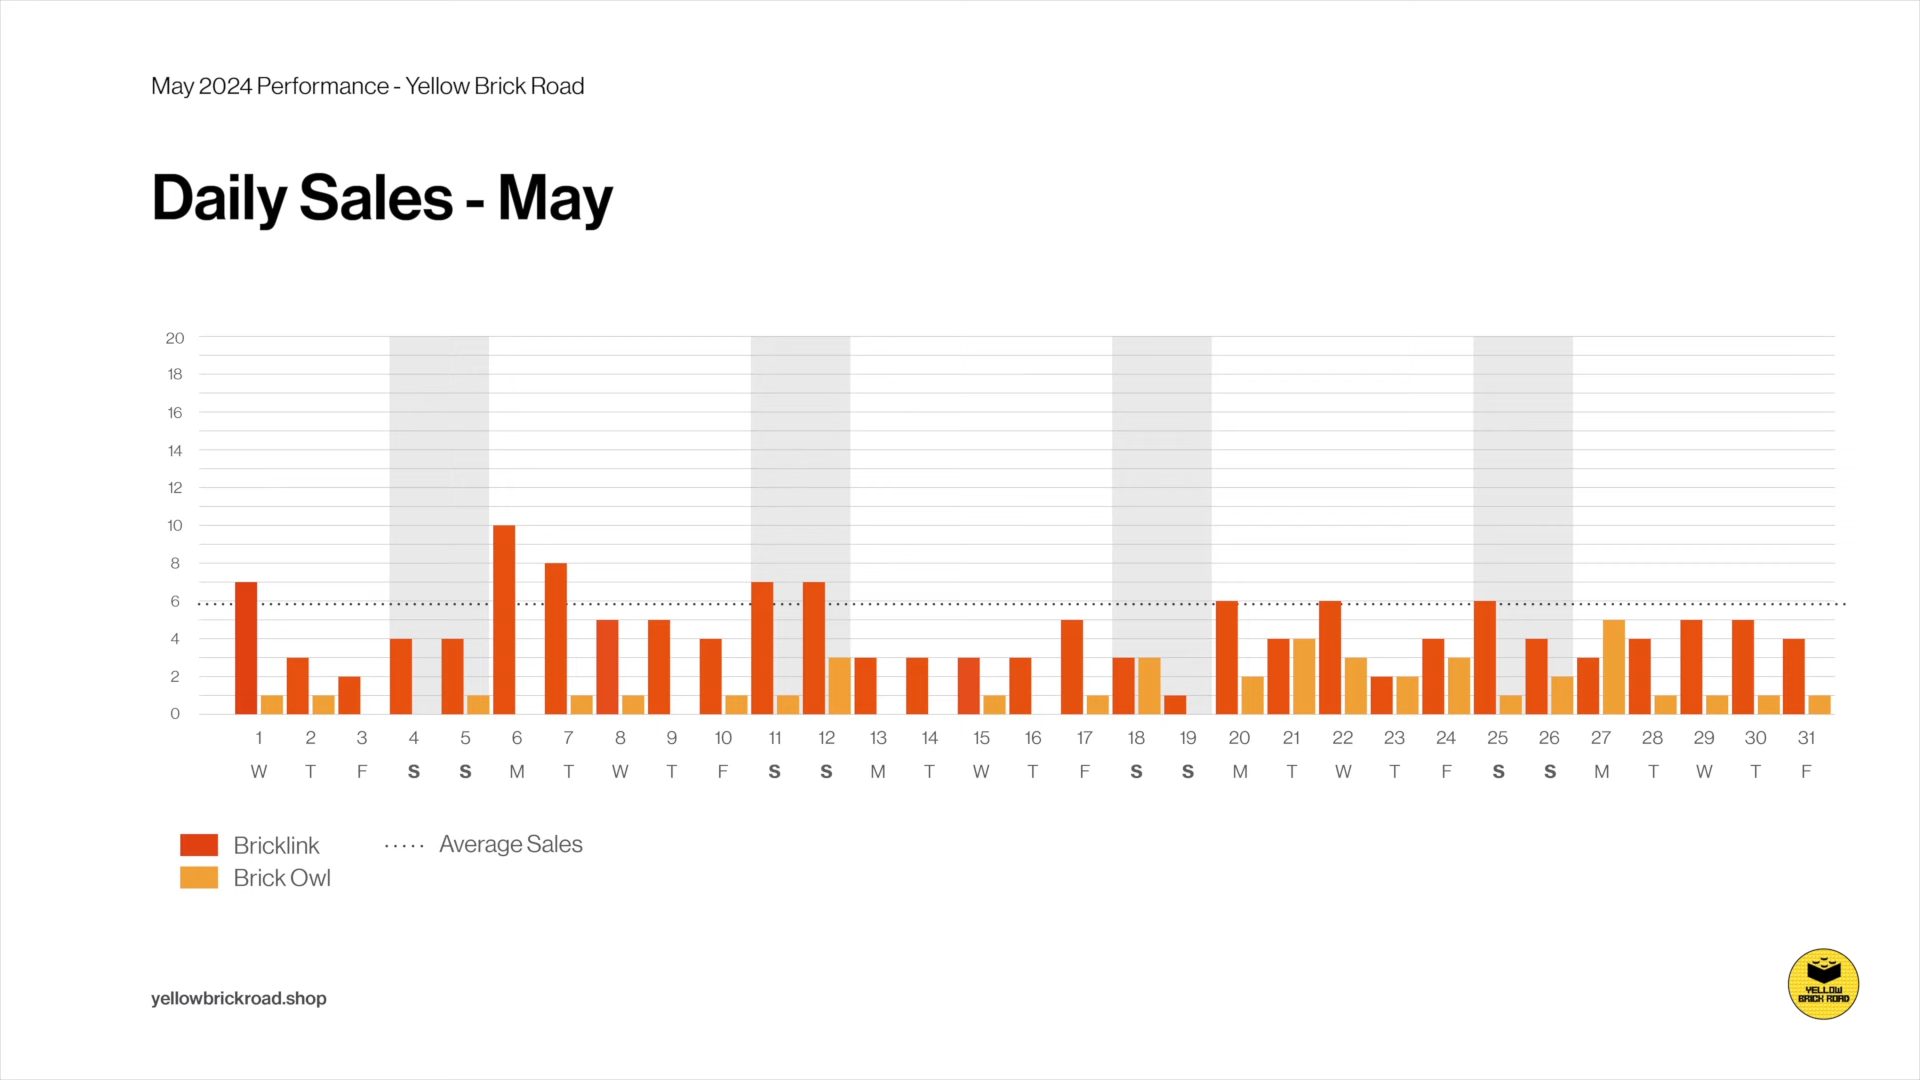 May 2024 Performance - Yellow Brick Road
Daily Sales - May
20
18
16
14
12
10
8
6
4
2
0
1 2 3 4 5 6 7 8 9 10 11 12 13 14 15 16 17 18 19 20 21 22 23 24 25 26 27 28 29 30 31
W T F S S M T W T F S S M T W T F S S M T W T F S S M T W T F
Bricklink
Average Sales
Brick Owl
yellowbrickroad.shop
YELLOW
BRICK ROAD